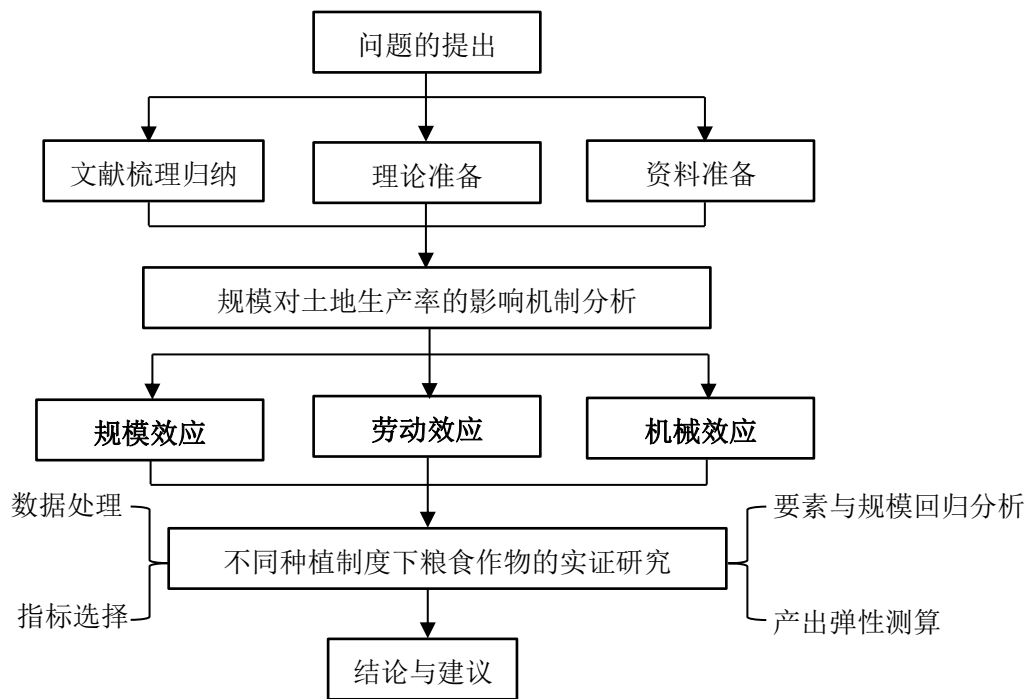 问题的提出
文献梳理归纳
理论准备
资料准备
规模对土地生产率的影响机制分析
规模效应
劳动效应
机械效应
数据处理
要素与规模回归分析
不同种植制度下粮食作物的实证研究
指标选择
产出弹性测算
结论与建议